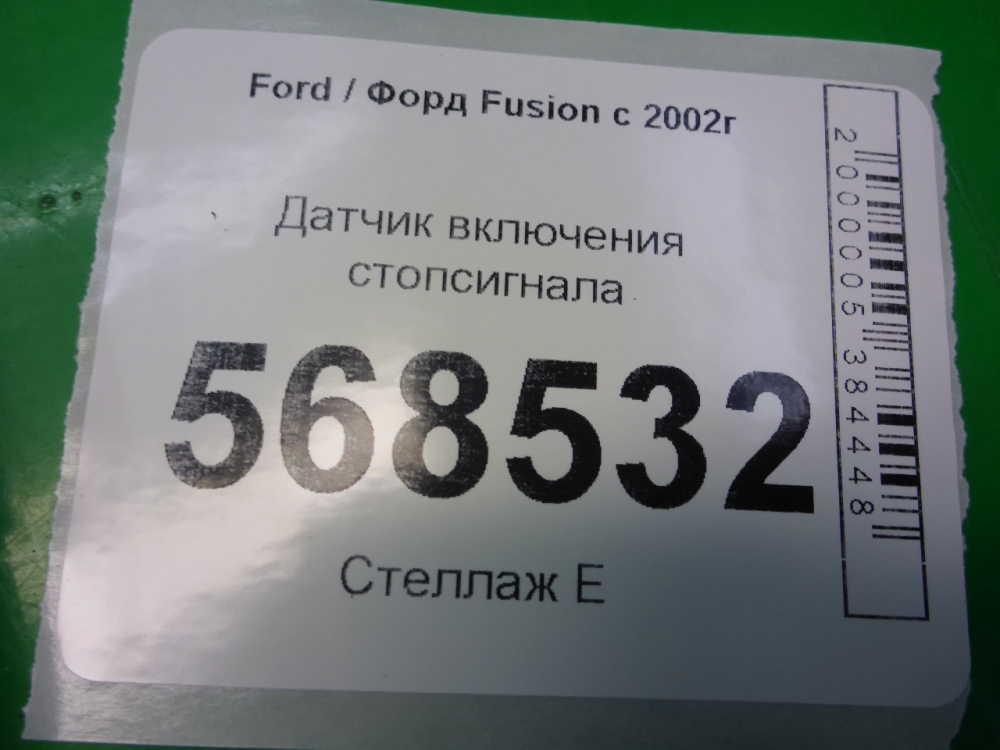 Ford / Форд Fusion с 2002г
Датчик включения
стопсигнала
568532
Стеллаж Е
2000005384448